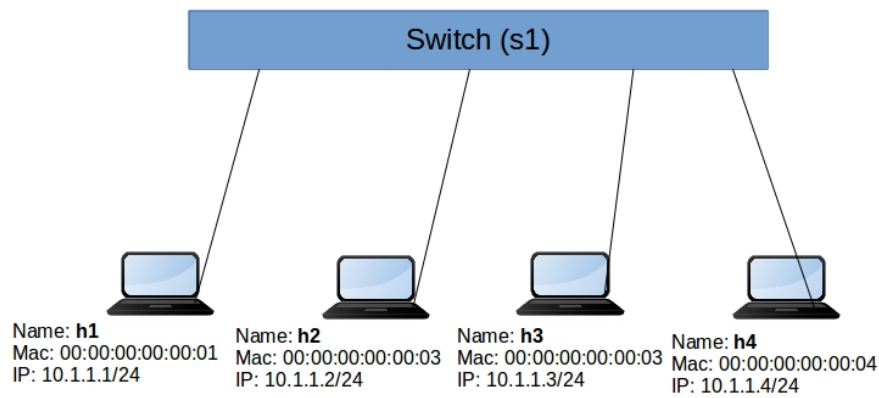 Switch (s1)
Name: h1
Mac: 00:00:00:00:00:01
IP: 10.1.1.1/24
Name: h2
Mac: 00:00:00:00:00:03
IP: 10.1.1.2/24
Name: h3
Mac: 00:00:00:00:00:03
IP: 10.1.1.3/24
Name: h4
Mac: 00:00:00:00:00:04
IP: 10.1.1.4/24